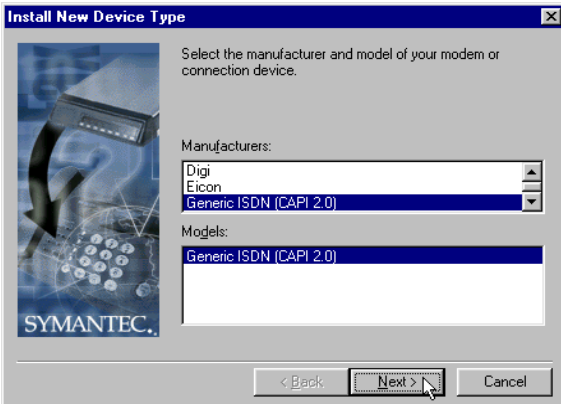 Install New Device Type
Select the manufacturer and model of your modem or
connection device.
Manufacturers:
Digi
Eicon
Generic ISDN (CAPI 2.0)
Models:
Generic ISDN (CAPI 2.0)
SYMANTEC.
< Back
Next >
Cancel